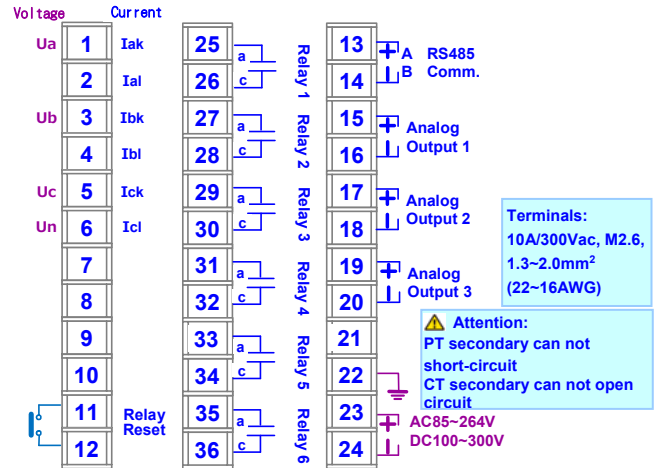 Voltage Current
Ua 1 Iak
2 Ial
Ub 3 Ibk
4 Ibl
Uc 5 Ick
Un 6 Icl
7
8
9
10
11 Relay
12 Reset
25 a
26 c
Relay 1
27 a
28 c
Relay 2
29 a
30 c
Relay 3
31 a
32 c
Relay 4
33 a
34 c
Relay 5
35 a
36 c
Relay 6
13 + A RS485
14 - B Comm.
15 + Analog
16 - Output 1
17 + Analog
18 - Output 2
19 + Analog
20 - Output 3
21
22
23 + AC85~264V
24 - DC100~300V
Terminals:
10A/300Vac, M2.6,
1.3~2.0mm²
(22~16AWG)
Attention:
PT secondary can not
short-circuit
CT secondary can not open
circuit